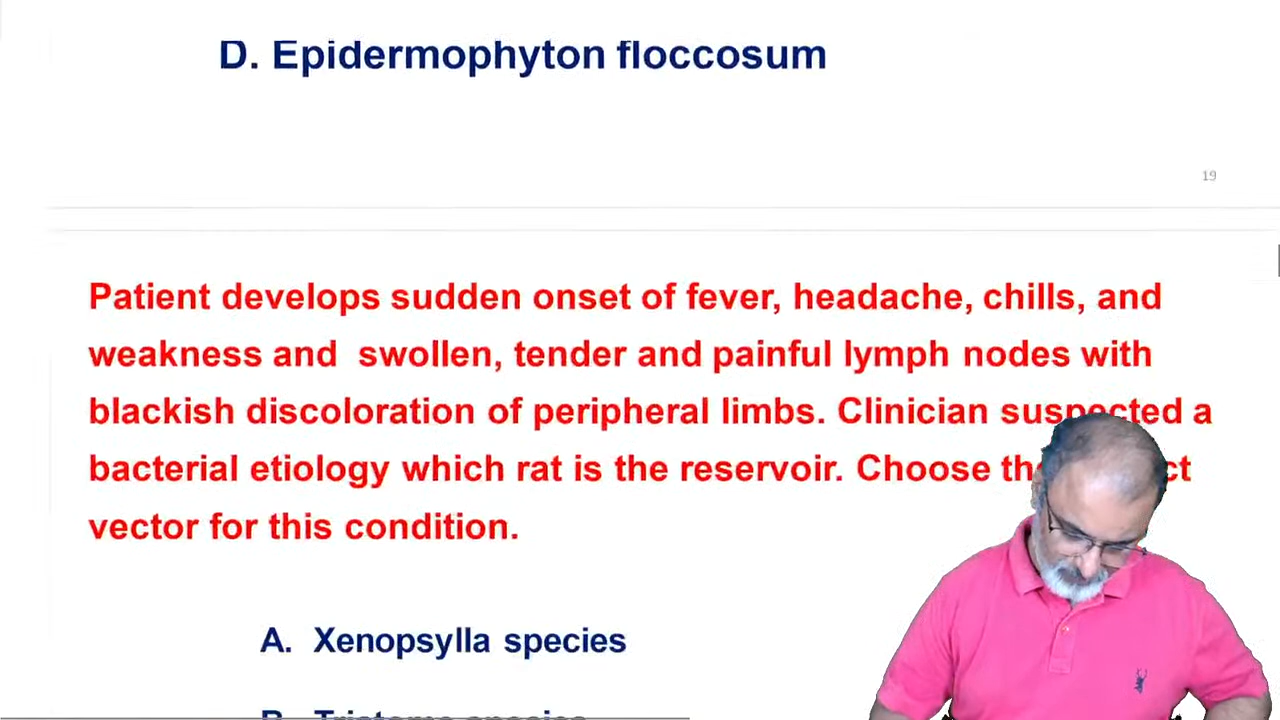 D. Epidermophyton floccosum
19
Patient develops sudden onset of fever, headache, chills, and
weakness and swollen, tender and painful lymph nodes with
blackish discoloration of peripheral limbs. Clinician suspected a
bacterial etiology which rat is the reservoir. Choose
vector for this condition.
A. Xenopsylla species
B. species